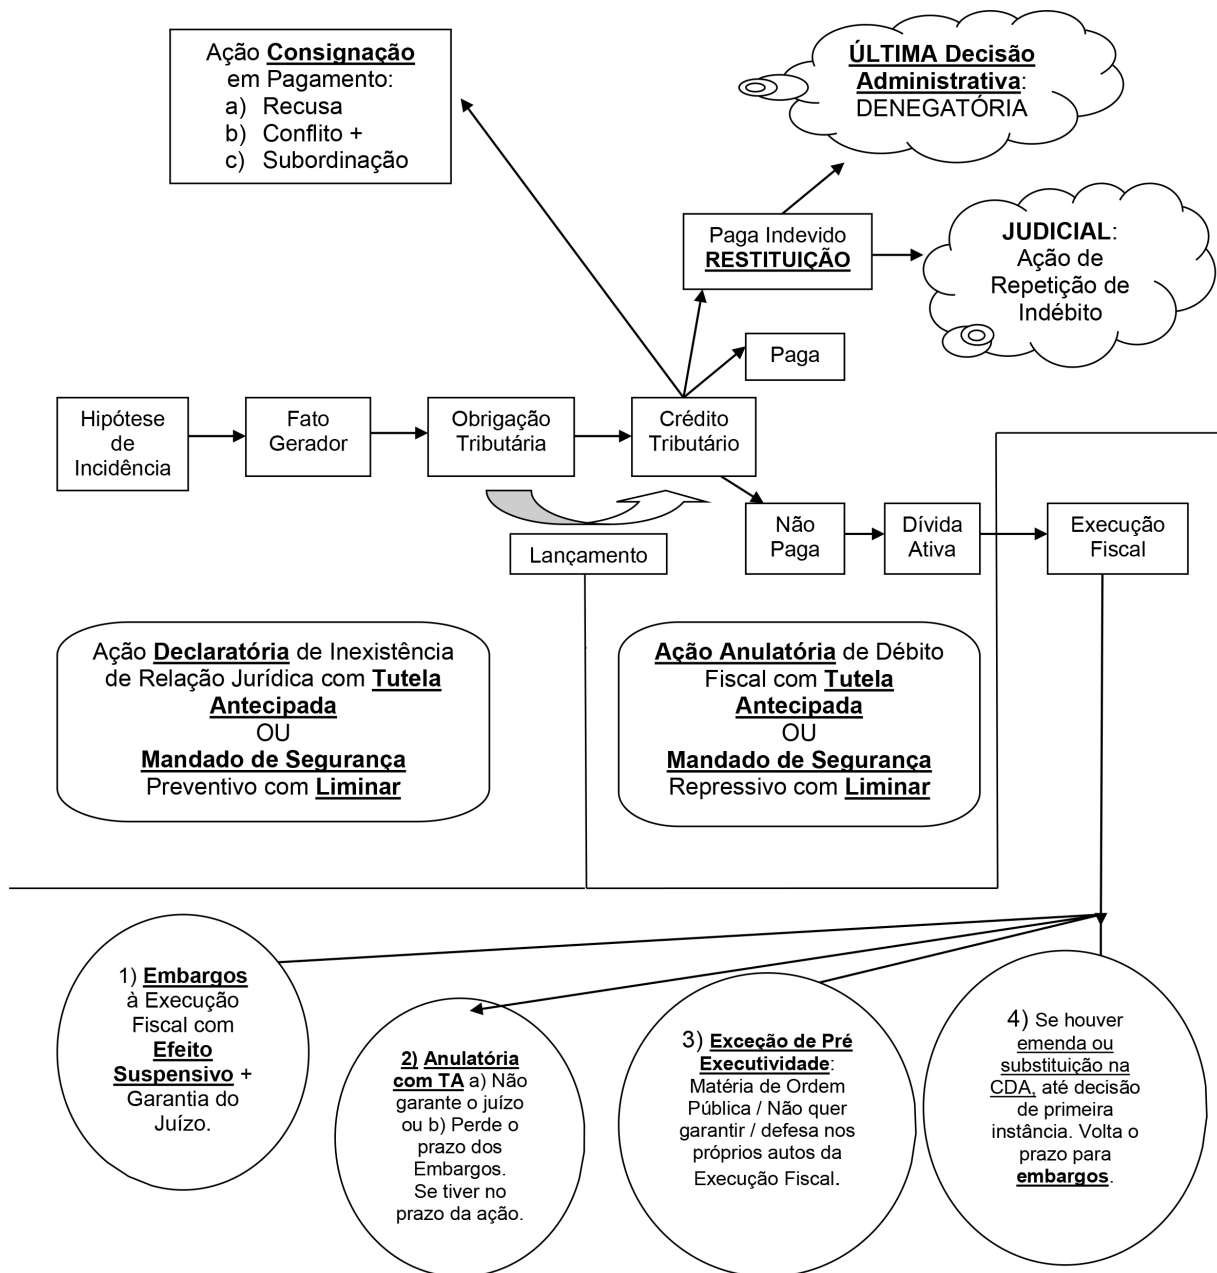 Ação Consignação
em Pagamento:
a) Recusa
b) Conflito +
c) Subordinação
ÚLTIMA Decisão
Administrativa:
DENEGATÓRIA
Paga Indevido
RESTITUIÇÃO
JUDICIAL:
Ação de
Repetição de
Indébito
Paga
Hipótese
de
Incidência
Fato
Gerador
Obrigação
Tributária
Crédito
Tributário
Lançamento
Não
Paga
Dívida
Ativa
Execução
Fiscal
Ação Declaratória de Inexistência
de Relação Jurídica com Tutela
Antecipada
OU
Mandado de Segurança
Preventivo com Liminar
Ação Anulatória de Débito
Fiscal com Tutela
Antecipada
OU
Mandado de Segurança
Repressivo com Liminar
1) Embargos
à Execução
Fiscal com
Efeito
Suspensivo +
Garantia do
Juízo.
2) Anulatória
com TA a) Não
garante o juízo
ou b) Perde o
prazo dos
Embargos.
Se tiver no
prazo da ação.
3) Exceção de Pré
Executividade:
Matéria de Ordem
Pública / Não quer
garantir / defesa nos
próprios autos da
Execução Fiscal.
4) Se houver
emenda ou
substituição na
CDA, até decisão
de primeira
instância. Volta o
prazo para
embargos.